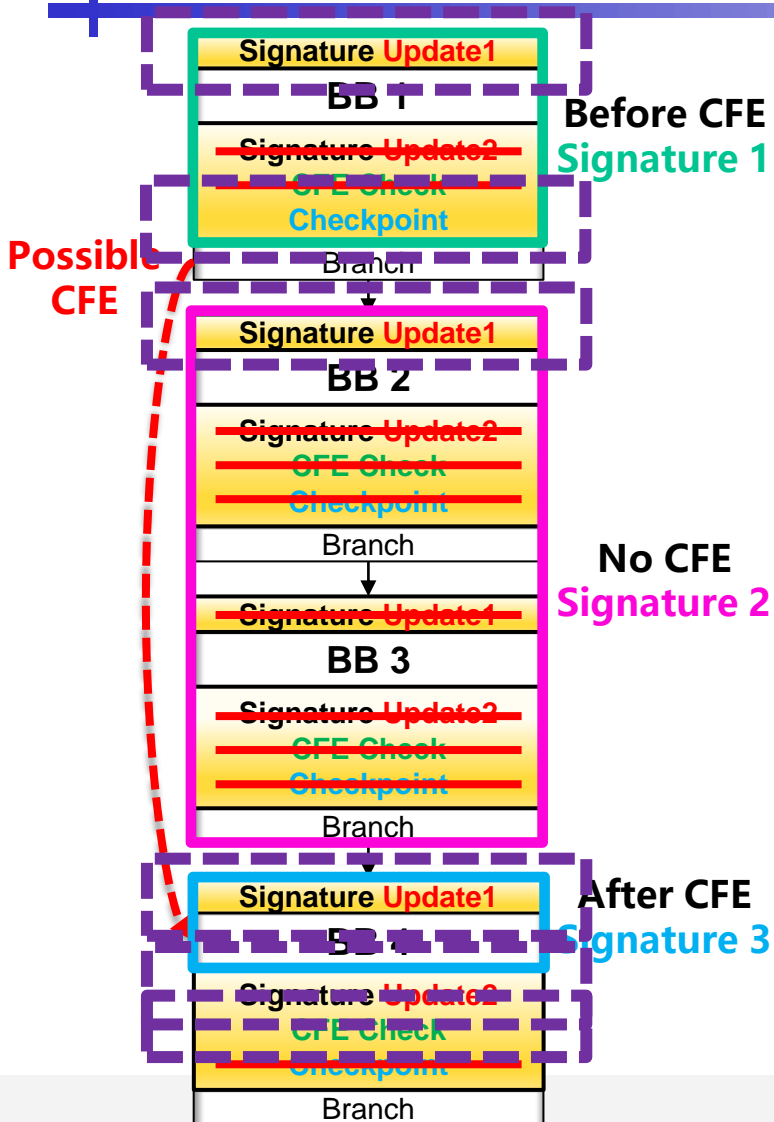 Signature Update1
BB 1
Before CFE
Signature 1
Signature Update2
CFE Check
Checkpoint
Possible
CFE
Branch
Signature Update1
BB 2
Signature Update2
CFE Check
Checkpoint
Branch
No CFE
Signature 2
Signature Update1
BB 3
Signature Update2
CFE Check
Checkpoint
Branch
Signature Update1
After CFE
Signature 3
BB 4
Signature Update2
CFE Check
Checkpoint
Branch